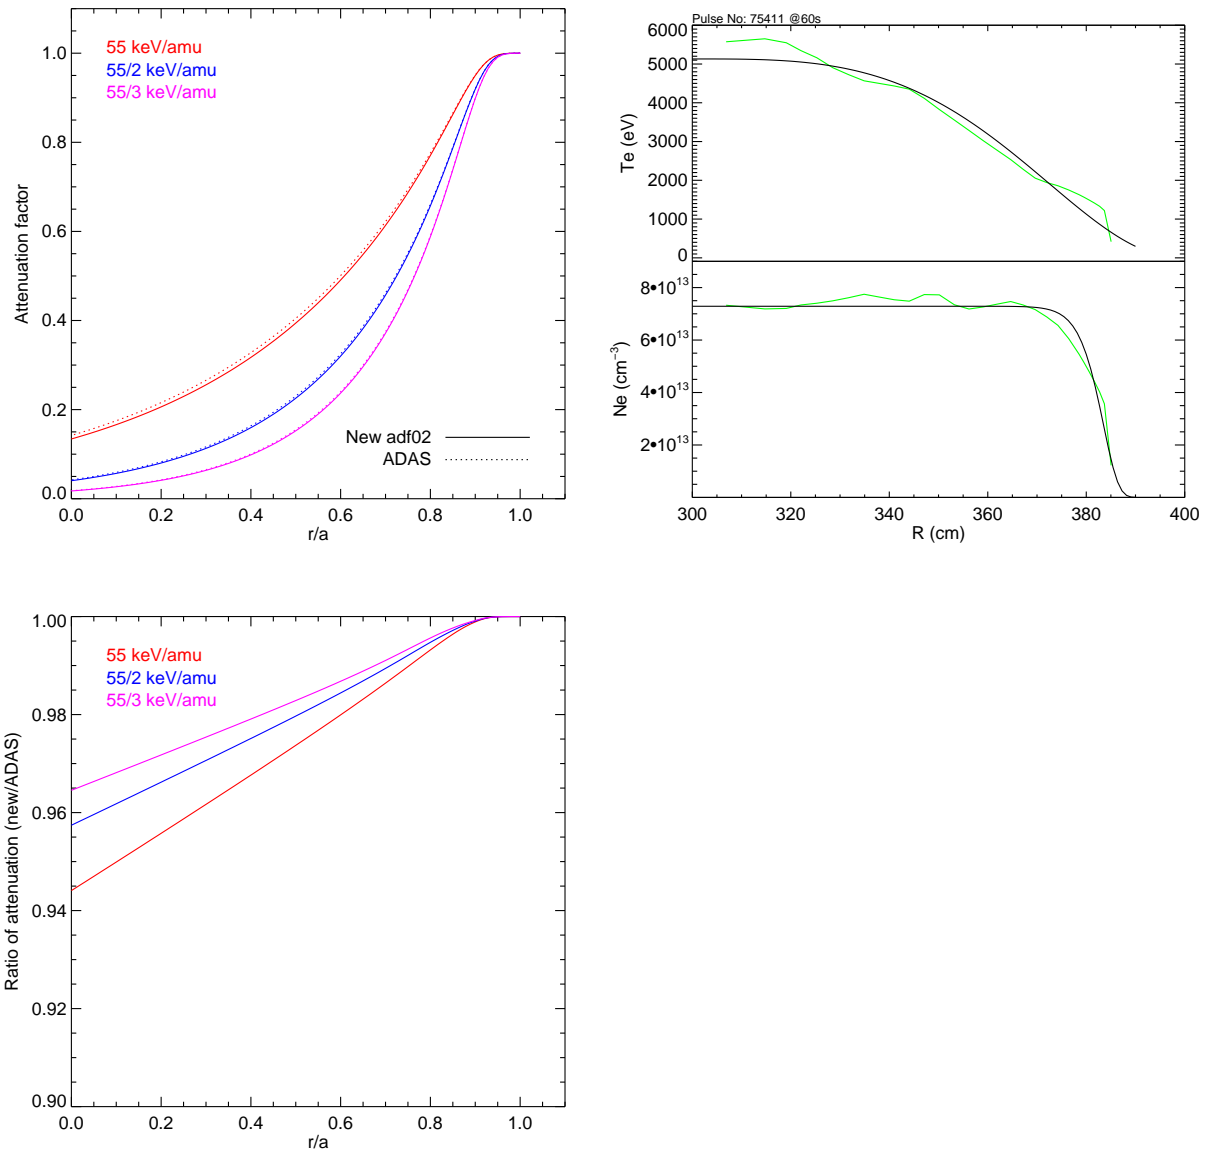 55 keV/amu
55/2 keV/amu
55/3 keV/amu
1.0
0.8
0.6
0.4
0.2
0.0
Attenuation factor
New adf02
ADAS
0.0 0.2 0.4 0.6 0.8 1.0
r/a
Pulse No: 75411 @60s
6000
5000
4000
3000
2000
1000
0
Te (eV)
8•10¹³
6•10¹³
4•10¹³
2•10¹³
Ne (cm⁻³)
300 320 340 360 380 400
R (cm)
1.00
0.98
0.96
0.94
0.92
0.90
Ratio of attenuation (new/ADAS)
55 keV/amu
55/2 keV/amu
55/3 keV/amu
0.0 0.2 0.4 0.6 0.8 1.0
r/a